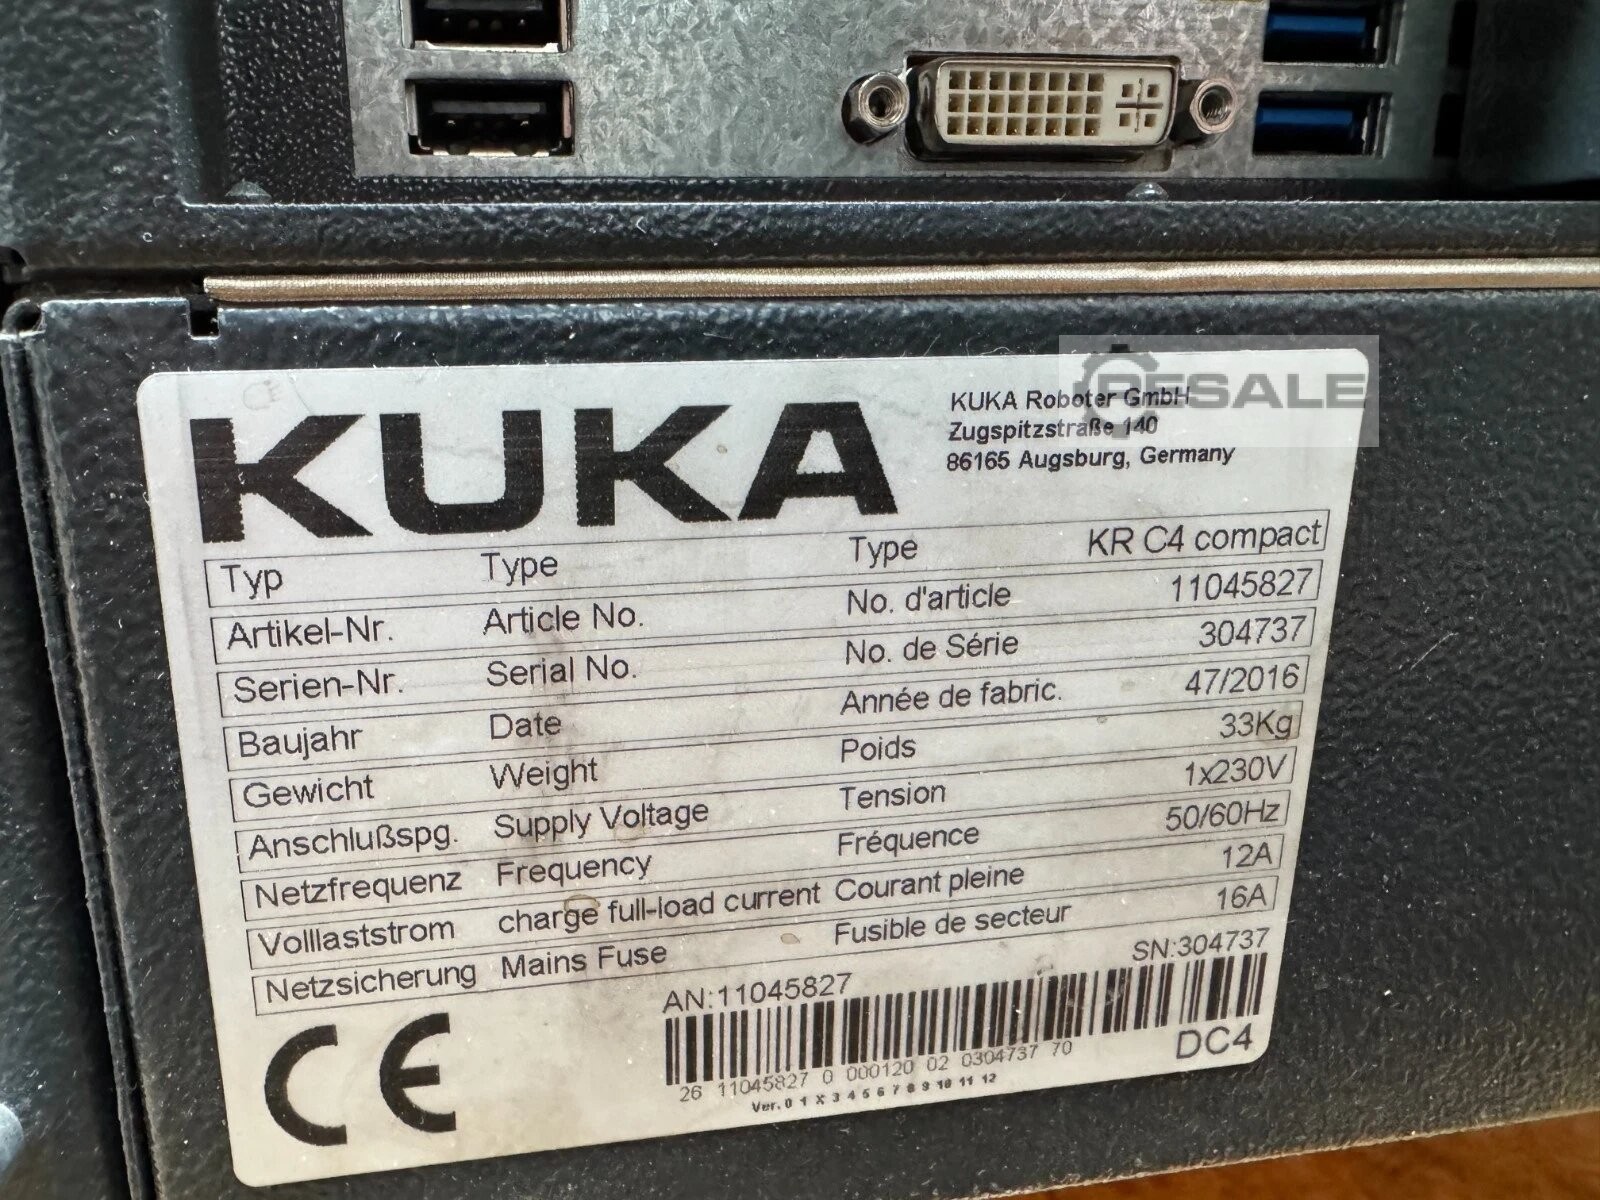 KUKA
KUKA Roboter GmbH
Zugspitzstraße 140
86165 Augsburg, Germany
RESALE
Typ Type Type KR C4 compact
Artikel-Nr. Article No. No. d'article 11045827
Serien-Nr. Serial No. No. de Série 304737
Baujahr Date Année de fabric. 47/2016
Gewicht Weight Poids 33Kg
Anschlußspg. Supply Voltage Tension 1x230V
Netzfrequenz Frequency Fréquence 50/60Hz
Volllaststrom charge full-load current Courant pleine 12A
Netzsicherung Mains Fuse Fusible de secteur 16A
AN:11045827 SN:304737
26 11045827 0 000120 02 0304737 70
DC4
Ver. 0 1 X 3 4 5 6 7 8 9 10 11 12
CE